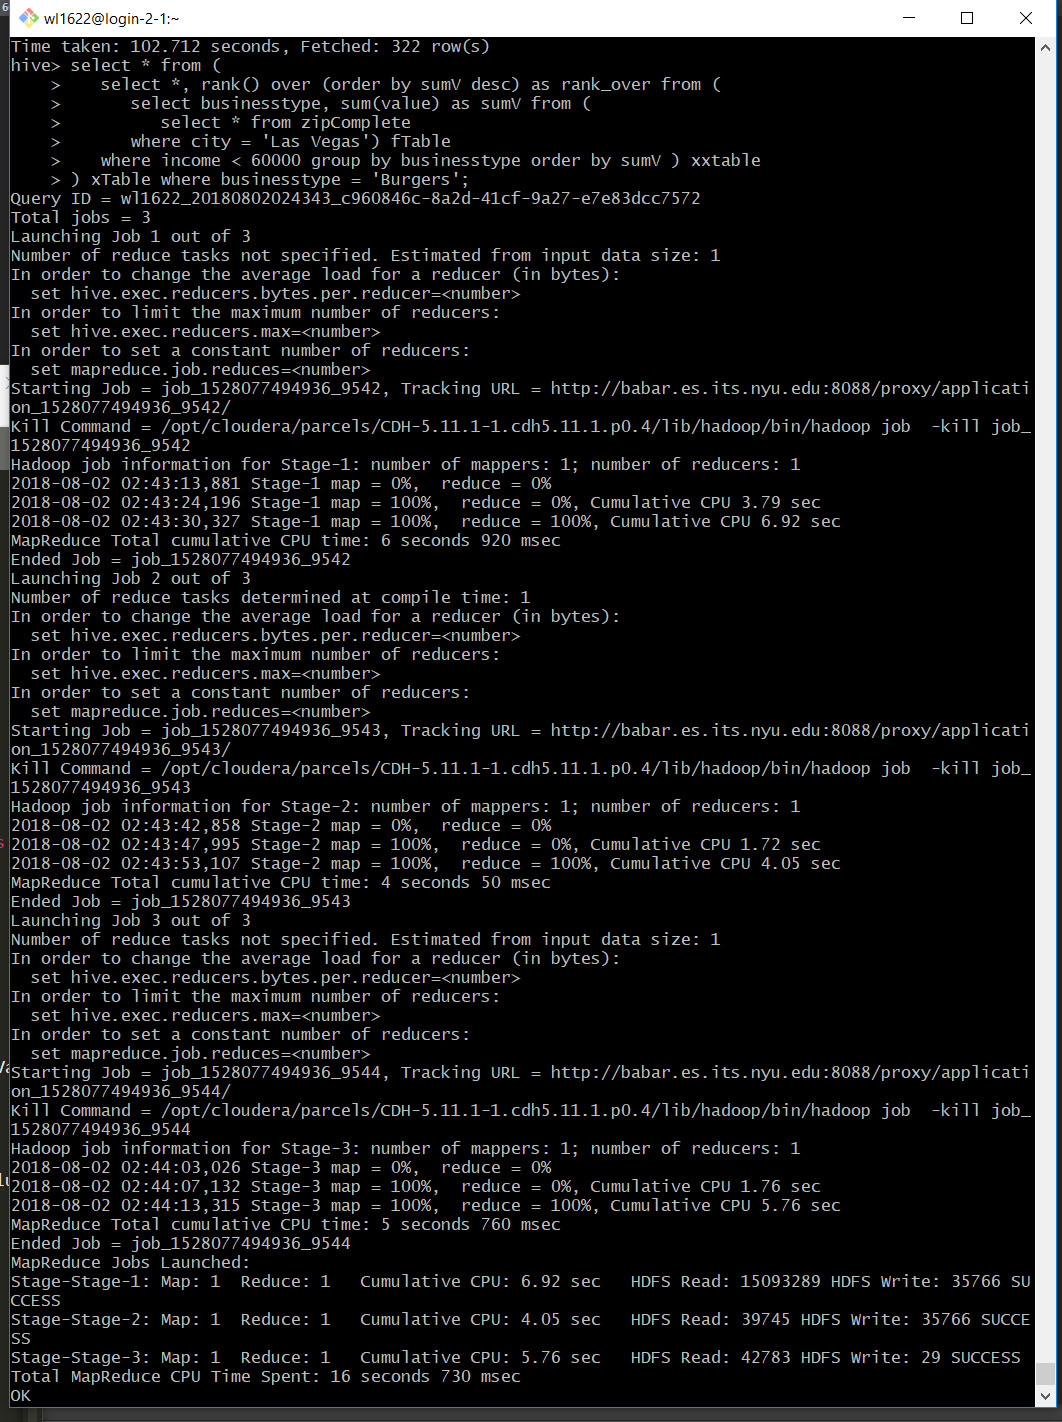 wl1622@login-2-1:~
Time taken: 102.712 seconds, Fetched: 322 row(s)
hive> select * from (
    >    select *, rank() over (order by sumV desc) as rank_over from (
    >       select businesstype, sum(value) as sumV from (
    >          select * from zipComplete
    >       where city = 'Las Vegas') fTable
    >    where income < 60000 group by businesstype order by sumV ) xxtable
    > ) xTable where businesstype = 'Burgers';
Query ID = wl1622_20180802024343_c960846c-8a2d-41cf-9a27-e7e83dcc7572
Total jobs = 3
Launching Job 1 out of 3
Number of reduce tasks not specified. Estimated from input data size: 1
In order to change the average load for a reducer (in bytes):
  set hive.exec.reducers.bytes.per.reducer=<number>
In order to limit the maximum number of reducers:
  set hive.exec.reducers.max=<number>
In order to set a constant number of reducers:
  set mapreduce.job.reduces=<number>
Starting Job = job_1528077494936_9542, Tracking URL = http://babar.es.its.nyu.edu:8088/proxy/applicati
on_1528077494936_9542/
Kill Command = /opt/cloudera/parcels/CDH-5.11.1-1.cdh5.11.1.p0.4/lib/hadoop/bin/hadoop job  -kill job_
1528077494936_9542
Hadoop job information for Stage-1: number of mappers: 1; number of reducers: 1
2018-08-02 02:43:13,881 Stage-1 map = 0%,  reduce = 0%
2018-08-02 02:43:24,196 Stage-1 map = 100%,  reduce = 0%, Cumulative CPU 3.79 sec
2018-08-02 02:43:30,327 Stage-1 map = 100%,  reduce = 100%, Cumulative CPU 6.92 sec
MapReduce Total cumulative CPU time: 6 seconds 920 msec
Ended Job = job_1528077494936_9542
Launching Job 2 out of 3
Number of reduce tasks determined at compile time: 1
In order to change the average load for a reducer (in bytes):
  set hive.exec.reducers.bytes.per.reducer=<number>
In order to limit the maximum number of reducers:
  set hive.exec.reducers.max=<number>
In order to set a constant number of reducers:
  set mapreduce.job.reduces=<number>
Starting Job = job_1528077494936_9543, Tracking URL = http://babar.es.its.nyu.edu:8088/proxy/applicati
on_1528077494936_9543/
Kill Command = /opt/cloudera/parcels/CDH-5.11.1-1.cdh5.11.1.p0.4/lib/hadoop/bin/hadoop job  -kill job_
1528077494936_9543
Hadoop job information for Stage-2: number of mappers: 1; number of reducers: 1
2018-08-02 02:43:42,858 Stage-2 map = 0%,  reduce = 0%
2018-08-02 02:43:47,995 Stage-2 map = 100%,  reduce = 0%, Cumulative CPU 1.72 sec
2018-08-02 02:43:53,107 Stage-2 map = 100%,  reduce = 100%, Cumulative CPU 4.05 sec
MapReduce Total cumulative CPU time: 4 seconds 50 msec
Ended Job = job_1528077494936_9543
Launching Job 3 out of 3
Number of reduce tasks not specified. Estimated from input data size: 1
In order to change the average load for a reducer (in bytes):
  set hive.exec.reducers.bytes.per.reducer=<number>
In order to limit the maximum number of reducers:
  set hive.exec.reducers.max=<number>
In order to set a constant number of reducers:
  set mapreduce.job.reduces=<number>
Starting Job = job_1528077494936_9544, Tracking URL = http://babar.es.its.nyu.edu:8088/proxy/applicati
on_1528077494936_9544/
Kill Command = /opt/cloudera/parcels/CDH-5.11.1-1.cdh5.11.1.p0.4/lib/hadoop/bin/hadoop job  -kill job_
1528077494936_9544
Hadoop job information for Stage-3: number of mappers: 1; number of reducers: 1
2018-08-02 02:44:03,026 Stage-3 map = 0%,  reduce = 0%
2018-08-02 02:44:07,132 Stage-3 map = 100%,  reduce = 0%, Cumulative CPU 1.76 sec
2018-08-02 02:44:13,315 Stage-3 map = 100%,  reduce = 100%, Cumulative CPU 5.76 sec
MapReduce Total cumulative CPU time: 5 seconds 760 msec
Ended Job = job_1528077494936_9544
MapReduce Jobs Launched:
Stage-Stage-1: Map: 1  Reduce: 1   Cumulative CPU: 6.92 sec   HDFS Read: 15093289 HDFS Write: 35766 SU
CCESS
Stage-Stage-2: Map: 1  Reduce: 1   Cumulative CPU: 4.05 sec   HDFS Read: 39745 HDFS Write: 35766 SUCCE
SS
Stage-Stage-3: Map: 1  Reduce: 1   Cumulative CPU: 5.76 sec   HDFS Read: 42783 HDFS Write: 29 SUCCESS
Total MapReduce CPU Time Spent: 16 seconds 730 msec
OK